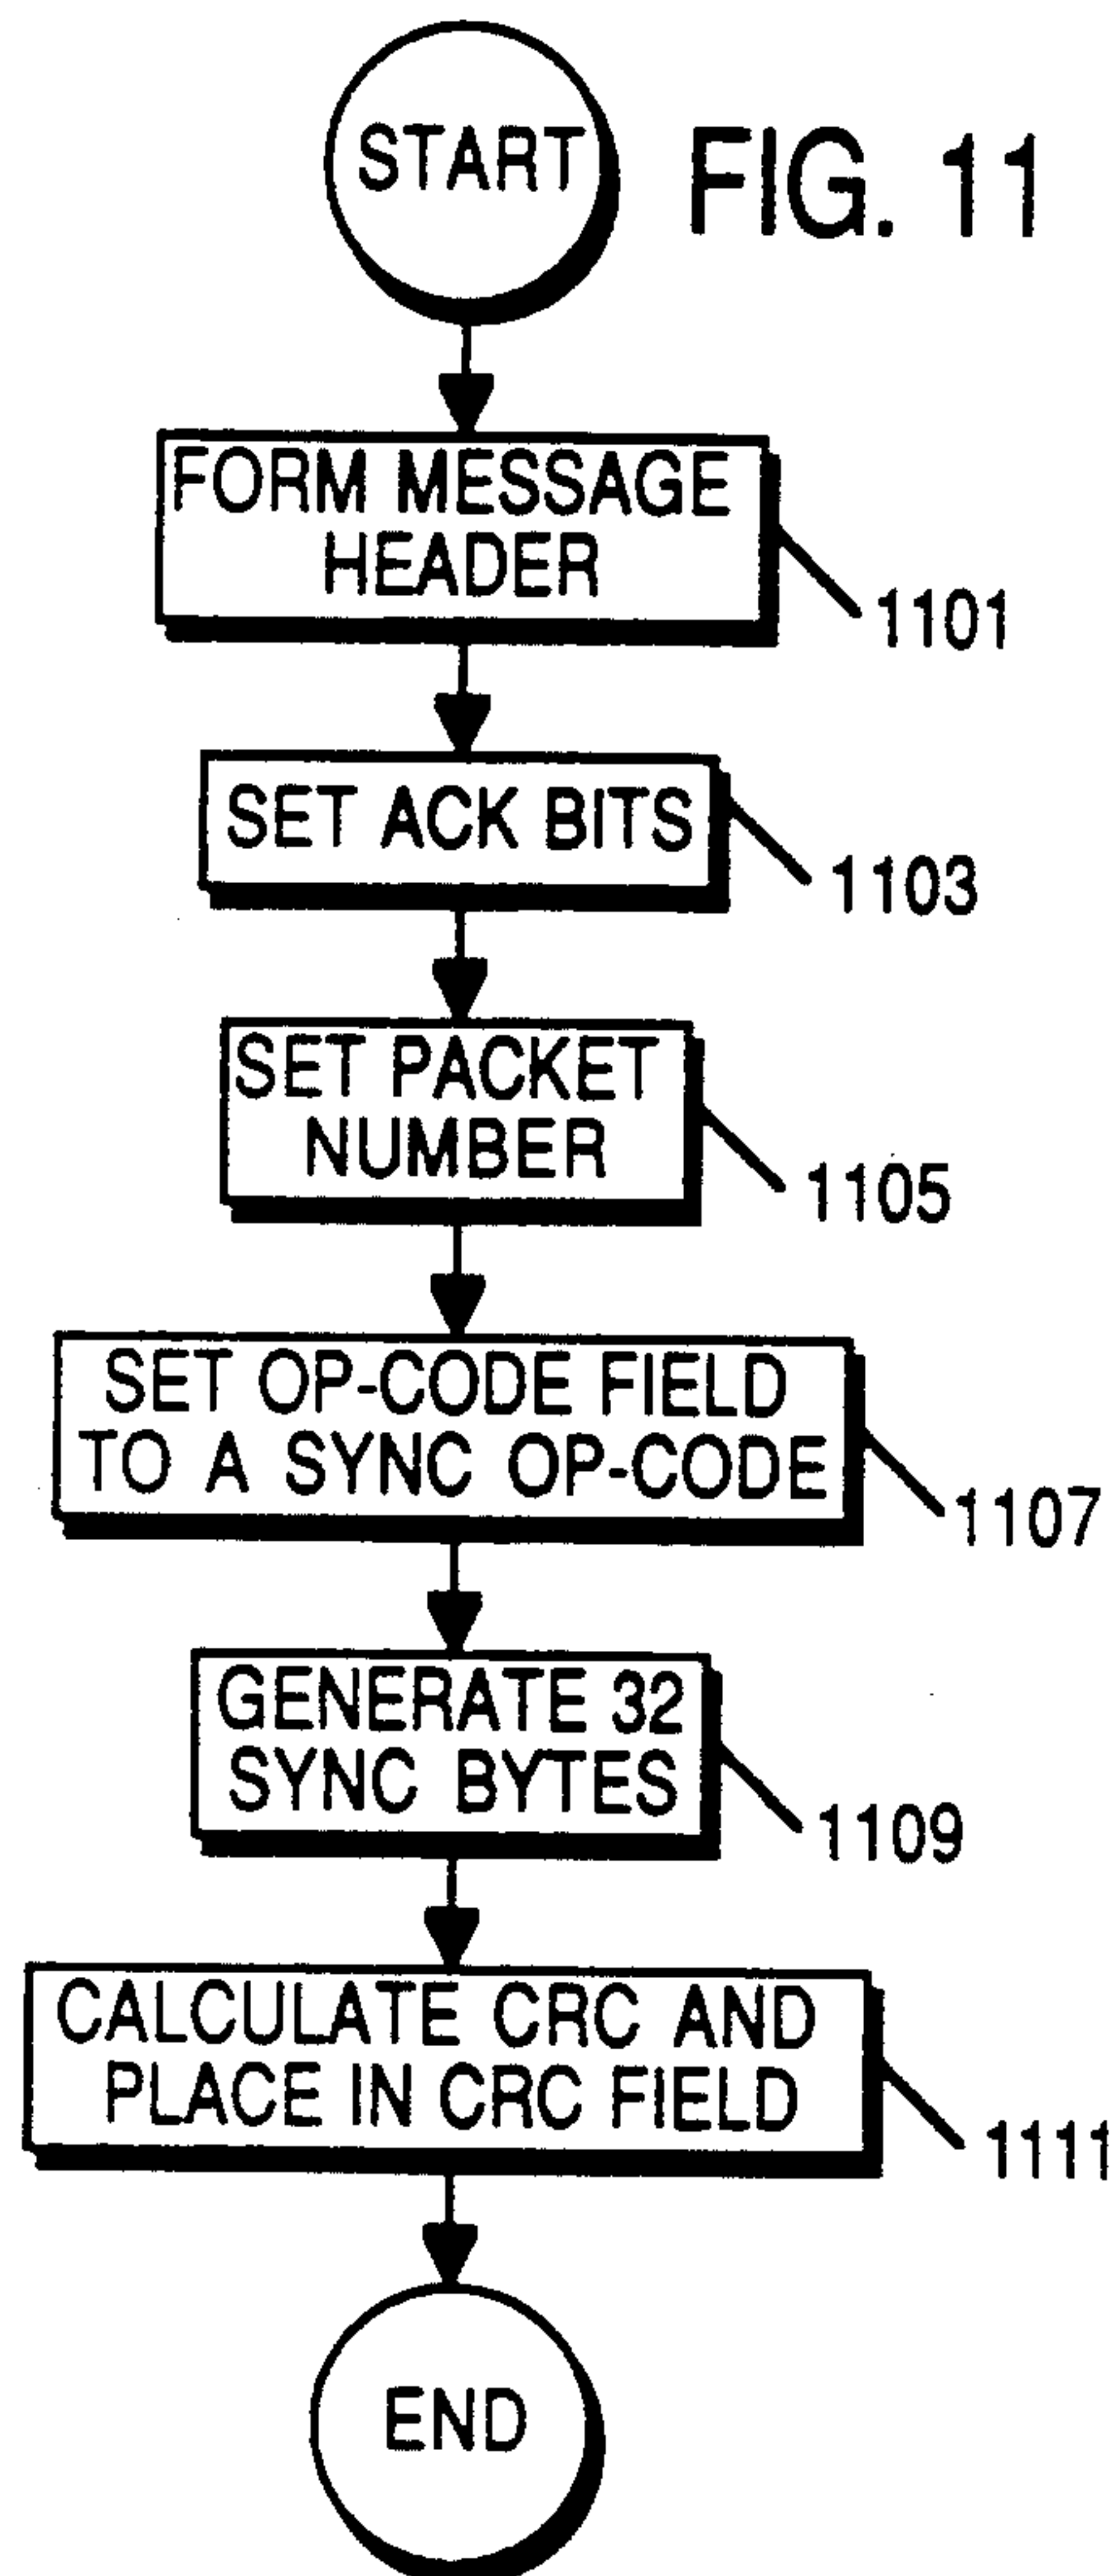 START
FIG. 11
FORM MESSAGE
HEADER
1101
SET ACK BITS
1103
SET PACKET
NUMBER
1105
SET OP-CODE FIELD
TO A SYNC OP-CODE
1107
GENERATE 32
SYNC BYTES
1109
CALCULATE CRC AND
PLACE IN CRC FIELD
1111
END